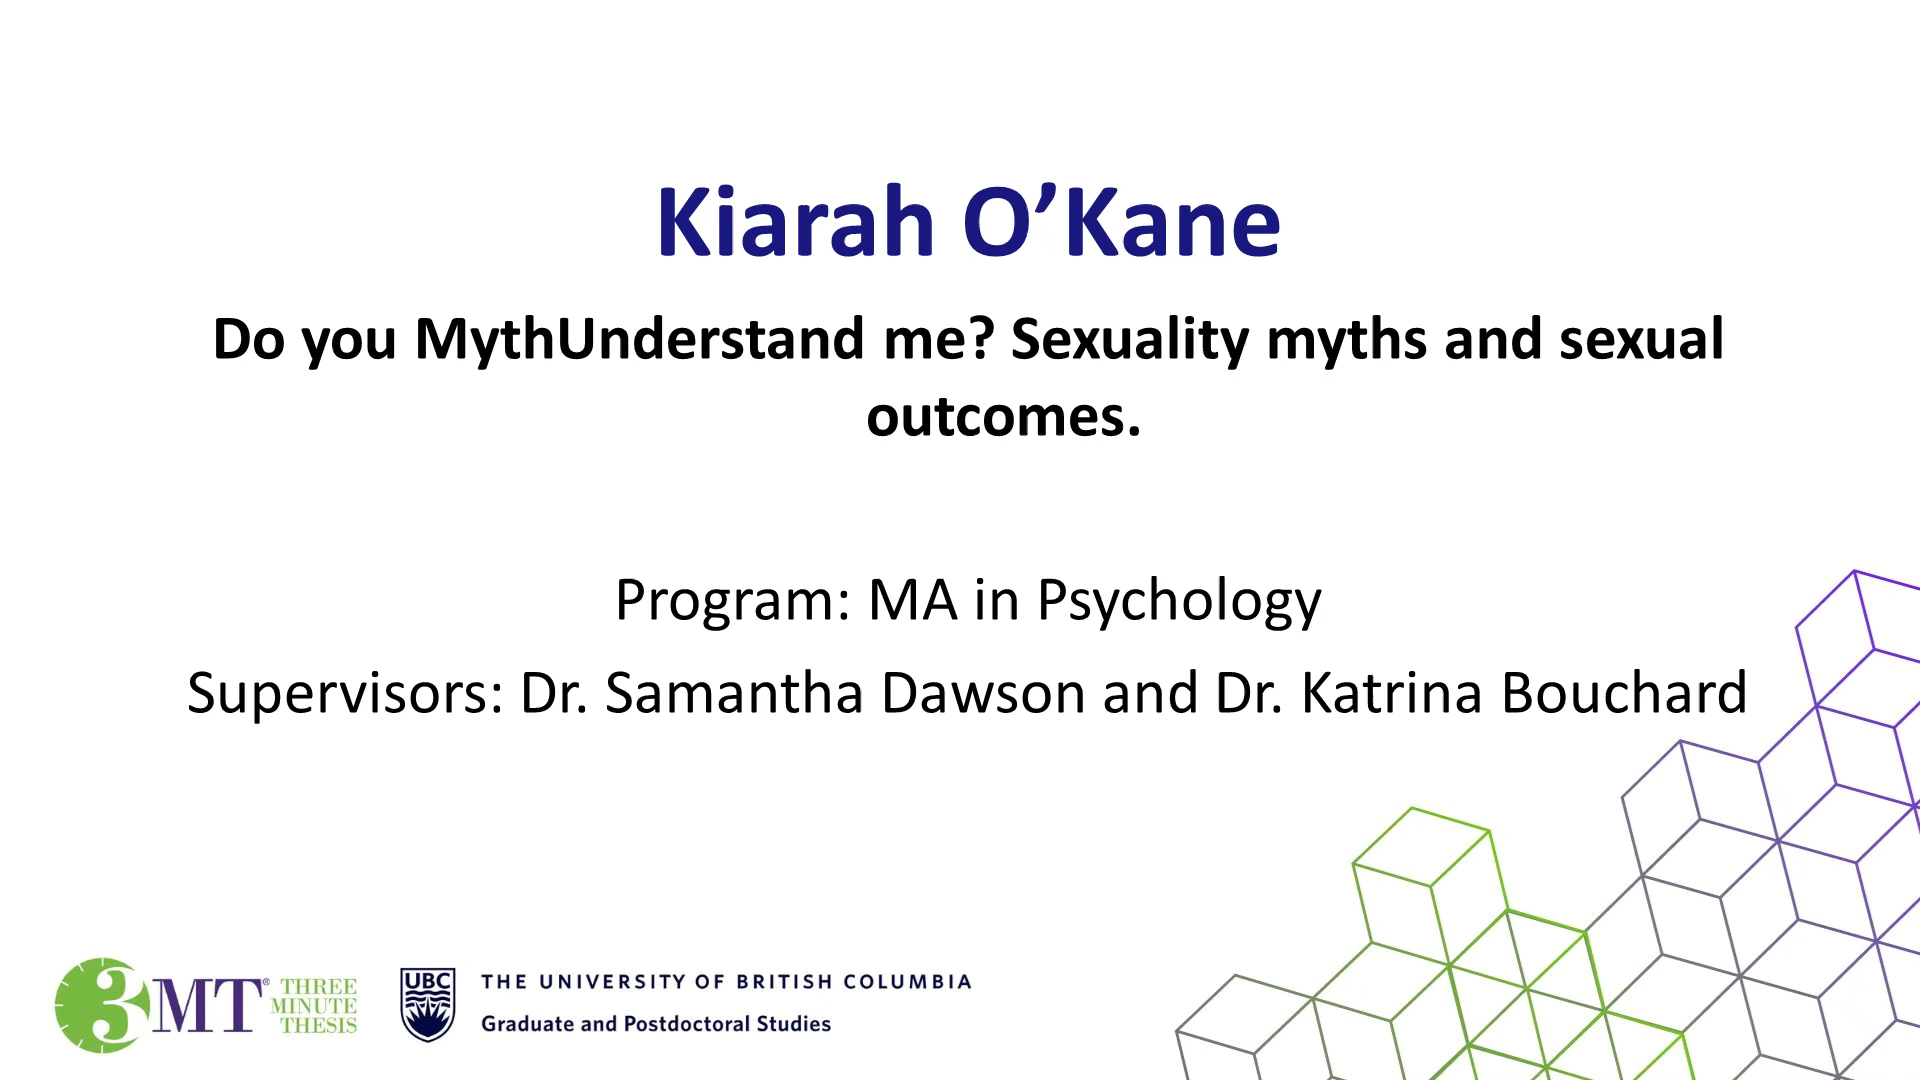 Kiarah O’Kane
Do you MythUnderstand me? Sexuality myths and sexual
outcomes.
Program: MA in Psychology
Supervisors: Dr. Samantha Dawson and Dr. Katrina Bouchard
3MT® THREE
MINUTE
THESIS
UBC
THE UNIVERSITY OF BRITISH COLUMBIA
Graduate and Postdoctoral Studies